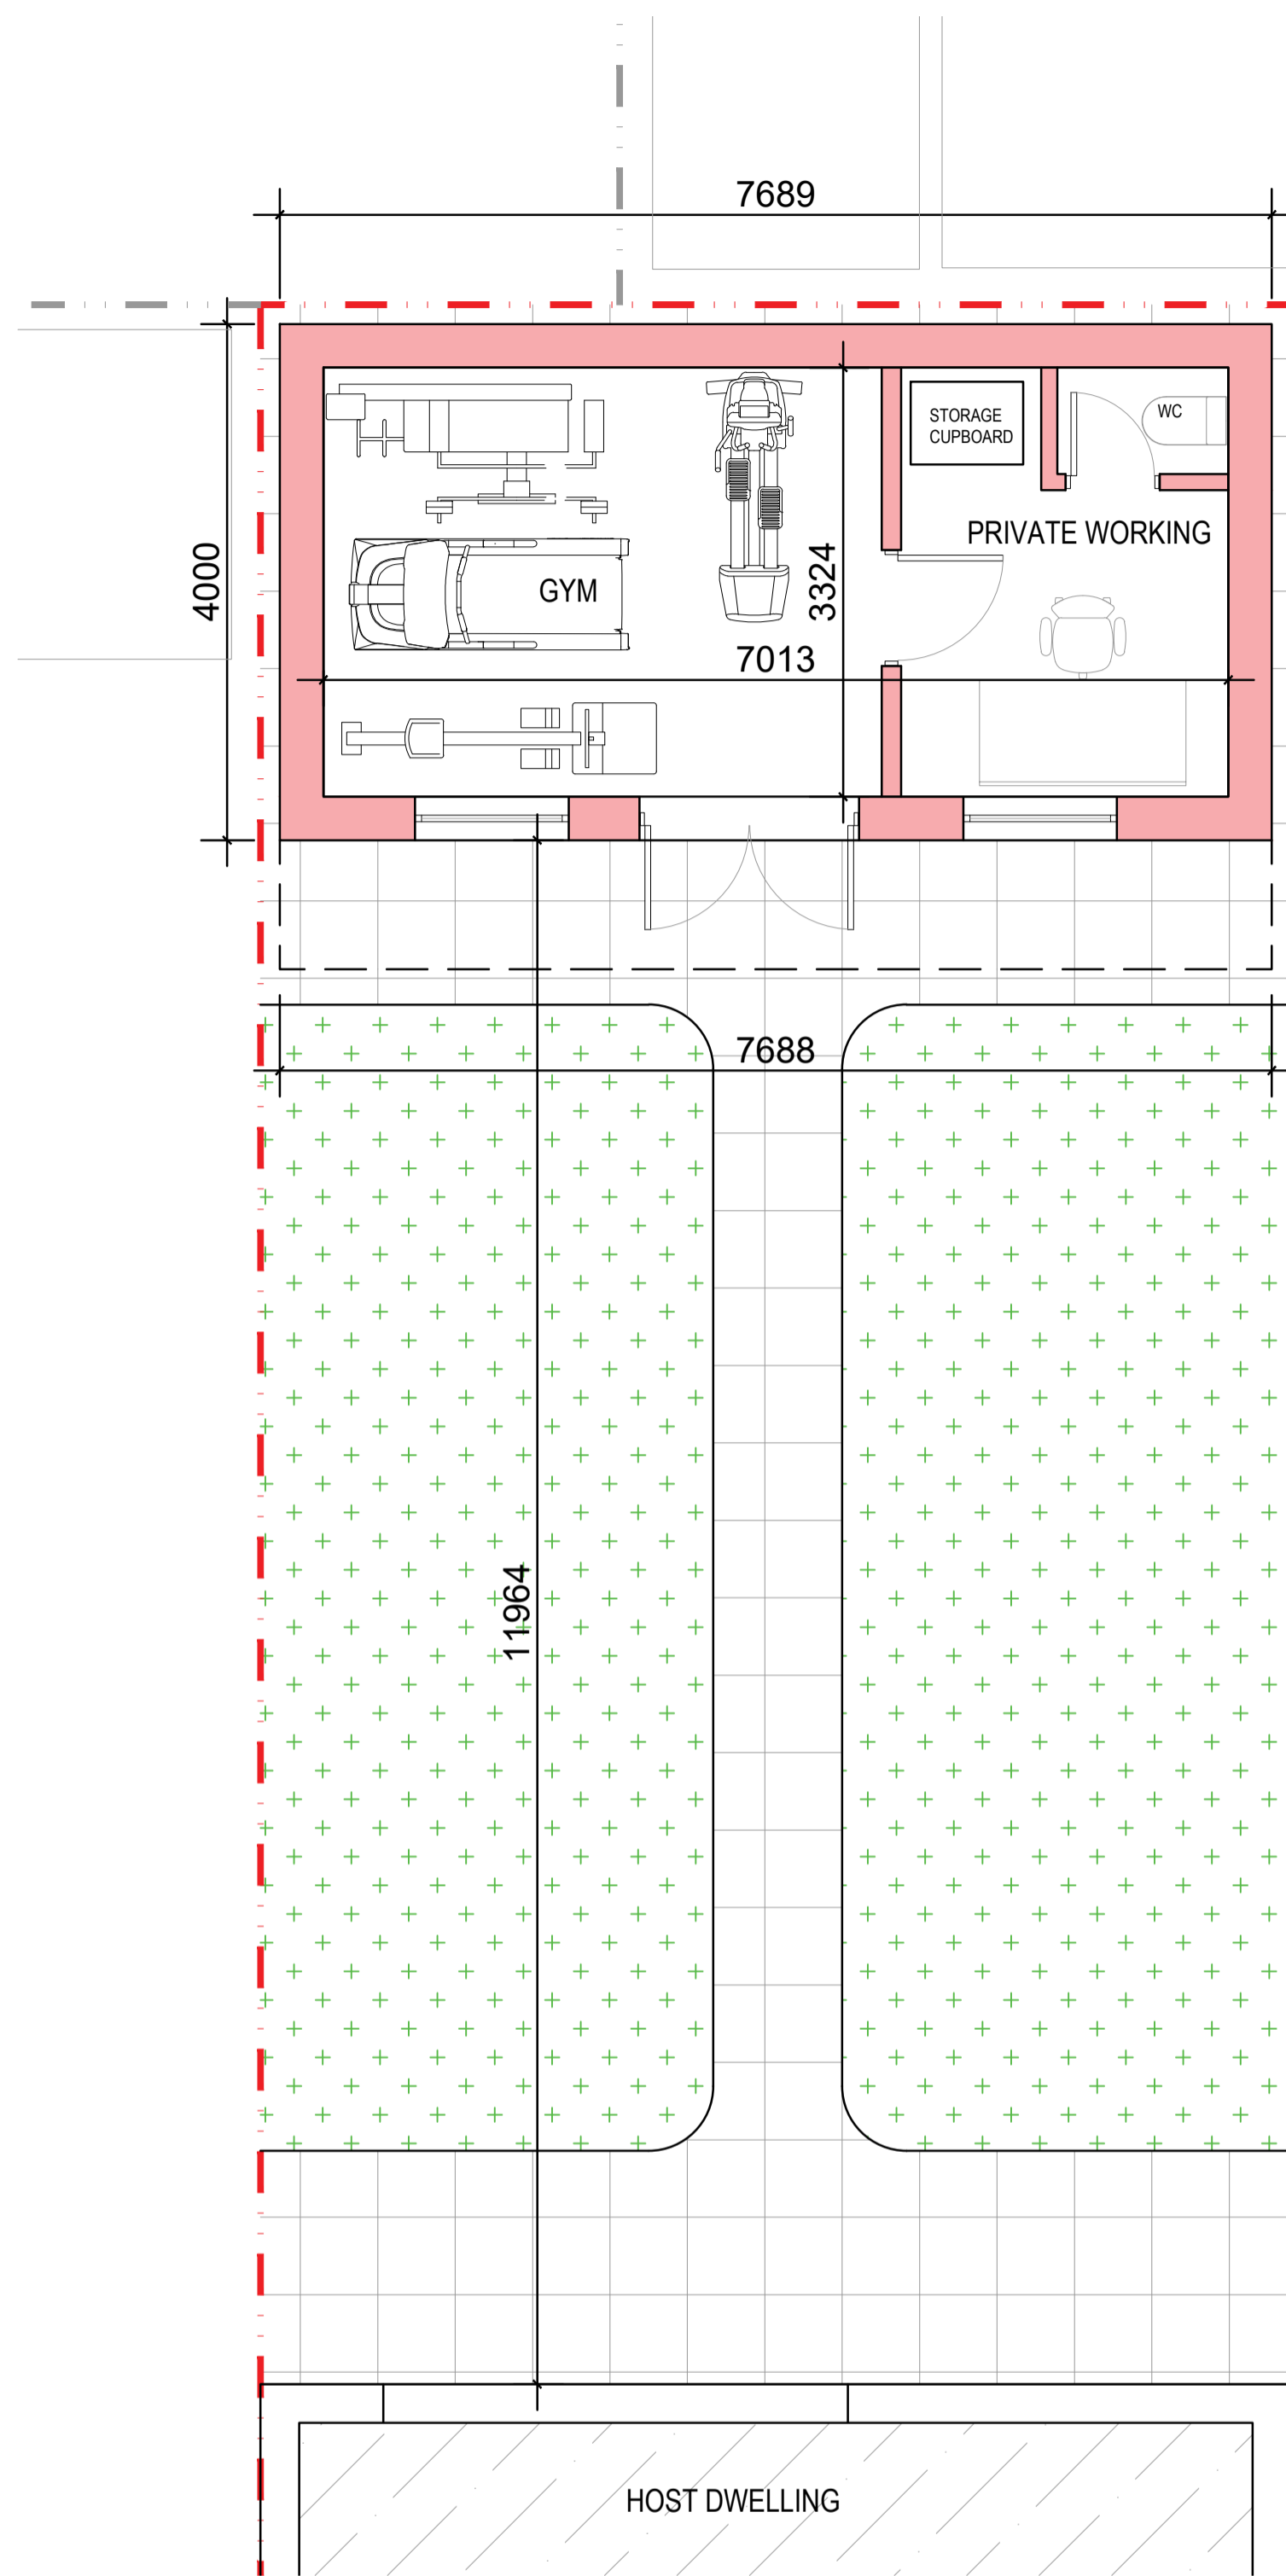 7689
STORAGE
CUPBOARD
WC
PRIVATE WORKING
4000
GYM
3324
7013
7688
11964
HOST DWELLING